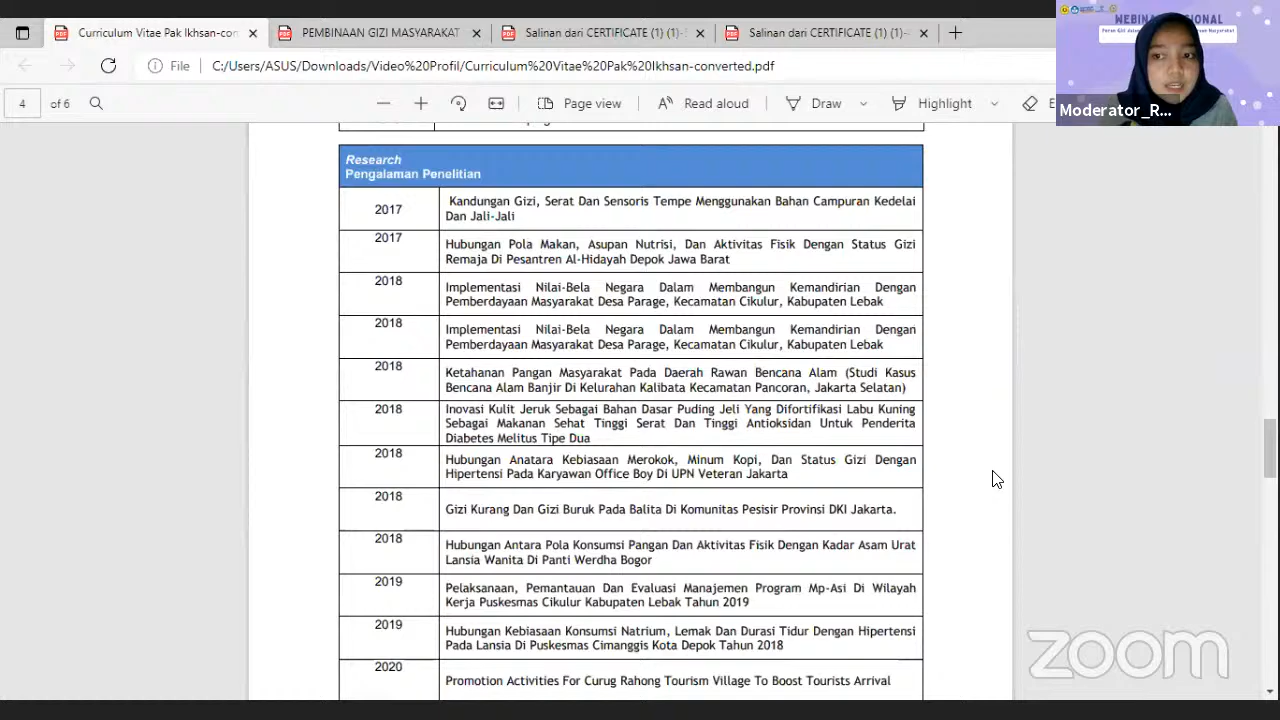 Curriculum Vitae Pak Ikhsan-con
PEMBINAAN GIZI MASYARAKAT
Salinan dari CERTIFICATE (1) (1)-
Salinan dari CERTIFICATE (1) (1)-
File
C:/Users/ASUS/Downloads/Video%20Profil/Curriculum%20Vitae%20Pak%20Ikhsan-converted.pdf
4 of 6
Page view
Read aloud
Draw
Highlight
Moderator_R...
Research
Pengalaman Penelitian
2017
Kandungan Gizi, Serat Dan Sensoris Tempe Menggunakan Bahan Campuran Kedelai
Dan Jali-Jali
2017
Hubungan Pola Makan, Asupan Nutrisi, Dan Aktivitas Fisik Dengan Status Gizi
Remaja Di Pesantren Al-Hidayah Depok Jawa Barat
2018
Implementasi Nilai-Bela Negara Dalam Membangun Kemandirian Dengan
Pemberdayaan Masyarakat Desa Parage, Kecamatan Cikulur, Kabupaten Lebak
2018
Implementasi Nilai-Bela Negara Dalam Membangun Kemandirian Dengan
Pemberdayaan Masyarakat Desa Parage, Kecamatan Cikulur, Kabupaten Lebak
2018
Ketahanan Pangan Masyarakat Pada Daerah Rawan Bencana Alam (Studi Kasus
Bencana Alam Banjir Di Kelurahan Kalibata Kecamatan Pancoran, Jakarta Selatan)
2018
Inovasi Kulit Jeruk Sebagai Bahan Dasar Puding Jeli Yang Difortifikasi Labu Kuning
Sebagai Makanan Sehat Tinggi Serat Dan Tinggi Antioksidan Untuk Penderita
Diabetes Melitus Tipe Dua
2018
Hubungan Anatara Kebiasaan Merokok, Minum Kopi, Dan Status Gizi Dengan
Hipertensi Pada Karyawan Office Boy Di UPN Veteran Jakarta
2018
Gizi Kurang Dan Gizi Buruk Pada Balita Di Komunitas Pesisir Provinsi DKI Jakarta.
2018
Hubungan Antara Pola Konsumsi Pangan Dan Aktivitas Fisik Dengan Kadar Asam Urat
Lansia Wanita Di Panti Werdha Bogor
2019
Pelaksanaan, Pemantauan Dan Evaluasi Manajemen Program Mp-Asi Di Wilayah
Kerja Puskesmas Cikulur Kabupaten Lebak Tahun 2019
2019
Hubungan Kebiasaan Konsumsi Natrium, Lemak Dan Durasi Tidur Dengan Hipertensi
Pada Lansia Di Puskesmas Cimanggis Kota Depok Tahun 2018
2020
Promotion Activities For Curug Rahong Tourism Village To Boost Tourists Arrival
zoom